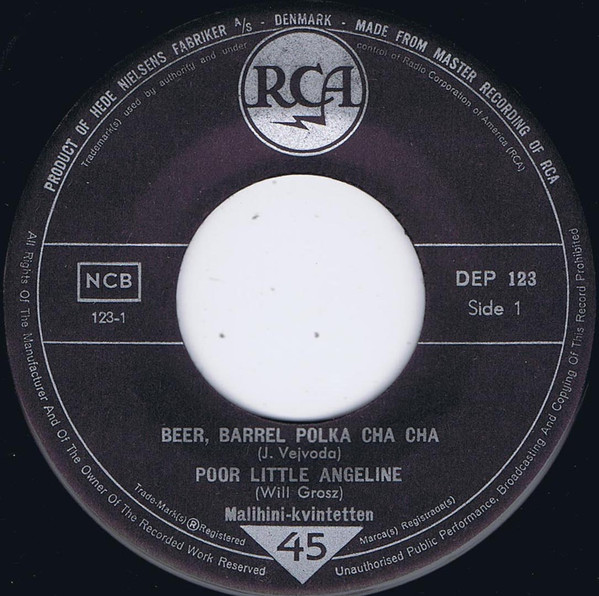 PRODUCT OF HEDE NIELSENS FABRIKER A/S - DENMARK - MADE FROM MASTER RECORDING OF RCA
Trademark(s) used by authority and under control of Radio Corporation of America (RCA)
RCA
NCB
123-1
DEP 123
Side 1
BEER, BARREL POLKA CHA CHA
(J. Vejvoda)
POOR LITTLE ANGELINE
(Will Grosz)
Malihini-kvintetten
45
Trade-Mark(s) ® Registered
Marca(s) Registrada(s)
All Rights Of The Manufacturer And Of The Owner Of The Recorded Work Reserved
Unauthorised Public Performance, Broadcasting And Copying Of This Record Prohibited